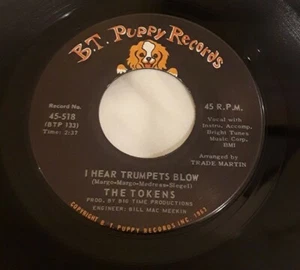 B.T. Puppy Records
Record No.
45-518
(BTP 133)
Time: 2:37
45 R.P.M.
Vocal with
Instru. Accomp.
Bright Tunes
Music Corp.
BMI
Arranged by
TRADE MARTIN
I HEAR TRUMPETS BLOW
(Margo-Margo-Medress-Siegel)
THE TOKENS
PROD. BY BIG TIME PRODUCTIONS
ENGINEER: BILL MAC MEEKIN
COPYRIGHT B. T. PUPPY RECORDS INC